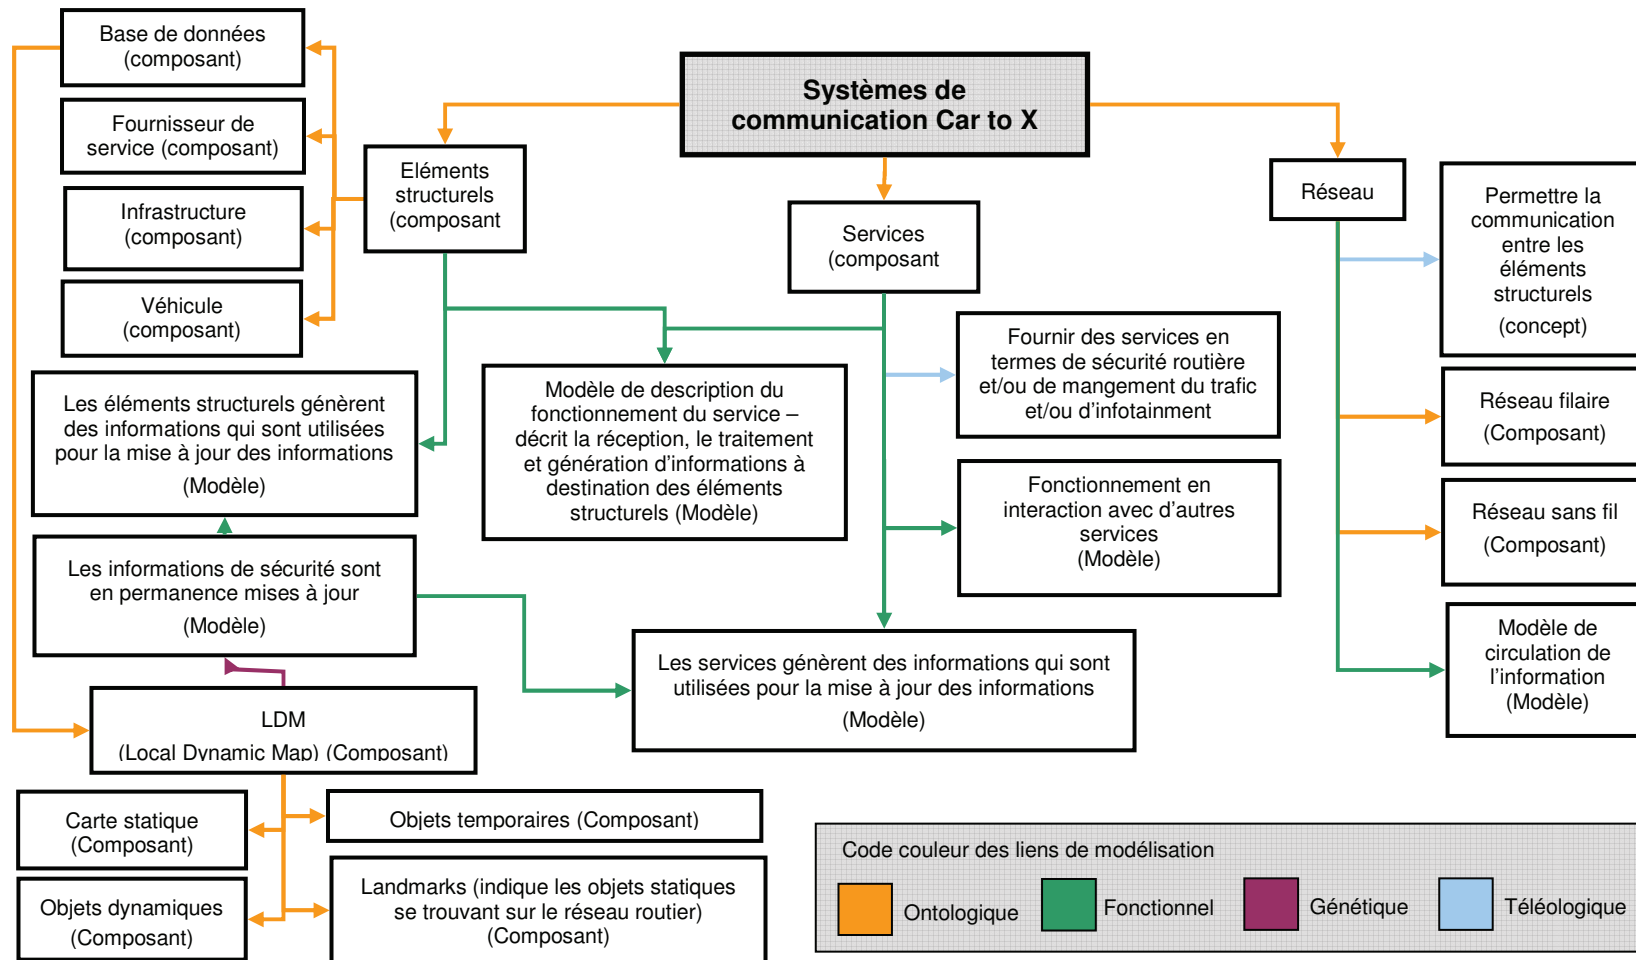 Base de données
(composant)
Fournisseur de
service (composant)
Infrastructure
(composant)
Véhicule
(composant)
Eléments
structurels
(composant
Systèmes de
communication Car to X
Services
(composant
Réseau
Permettre la
communication
entre les
éléments
structurels
(concept)
Réseau filaire
(Composant)
Réseau sans fil
(Composant)
Modèle de
circulation de
l’information
(Modèle)
Fournir des services en
termes de sécurité routière
et/ou de mangement du trafic
et/ou d’infotainment
Fonctionnement en
interaction avec d’autres
services
(Modèle)
Modèle de description du
fonctionnement du service –
décrit la réception, le traitement
et génération d’informations à
destination des éléments
structurels (Modèle)
Les éléments structurels génèrent
des informations qui sont utilisées
pour la mise à jour des informations
(Modèle)
Les informations de sécurité sont
en permanence mises à jour
(Modèle)
Les services génèrent des informations qui sont
utilisées pour la mise à jour des informations
(Modèle)
LDM
(Local Dynamic Map) (Composant)
Carte statique
(Composant)
Objets dynamiques
(Composant)
Objets temporaires (Composant)
Landmarks (indique les objets statiques
se trouvant sur le réseau routier)
(Composant)
Code couleur des liens de modélisation
Ontologique
Fonctionnel
Génétique
Téléologique